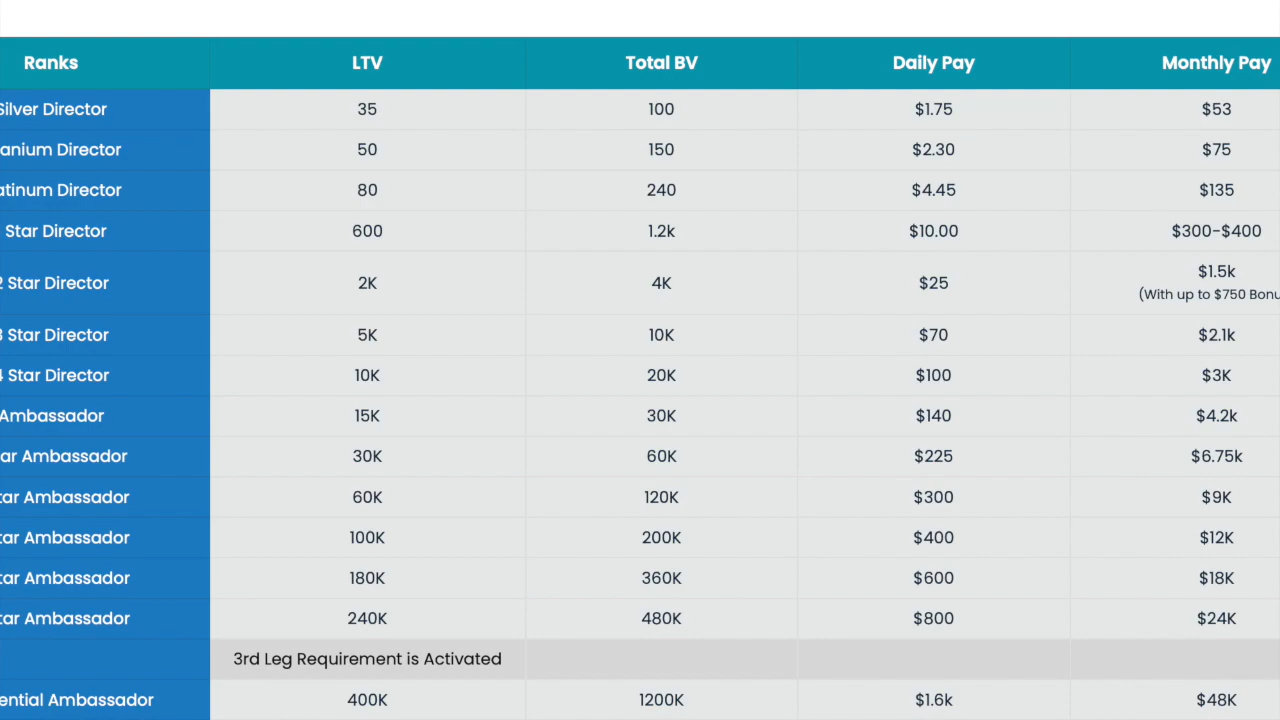 Ranks LTV Total BV Daily Pay Monthly Pay
Silver Director 35 100 $1.75 $53
anium Director 50 150 $2.30 $75
atinum Director 80 240 $4.45 $135
Star Director 600 1.2k $10.00 $300-$400
2 Star Director 2K 4K $25 $1.5k
(With up to $750 Bonu
3 Star Director 5K 10K $70 $2.1k
4 Star Director 10K 20K $100 $3K
Ambassador 15K 30K $140 $4.2k
ar Ambassador 30K 60K $225 $6.75k
tar Ambassador 60K 120K $300 $9K
tar Ambassador 100K 200K $400 $12K
tar Ambassador 180K 360K $600 $18K
tar Ambassador 240K 480K $800 $24K
3rd Leg Requirement is Activated
ential Ambassador 400K 1200K $1.6k $48K